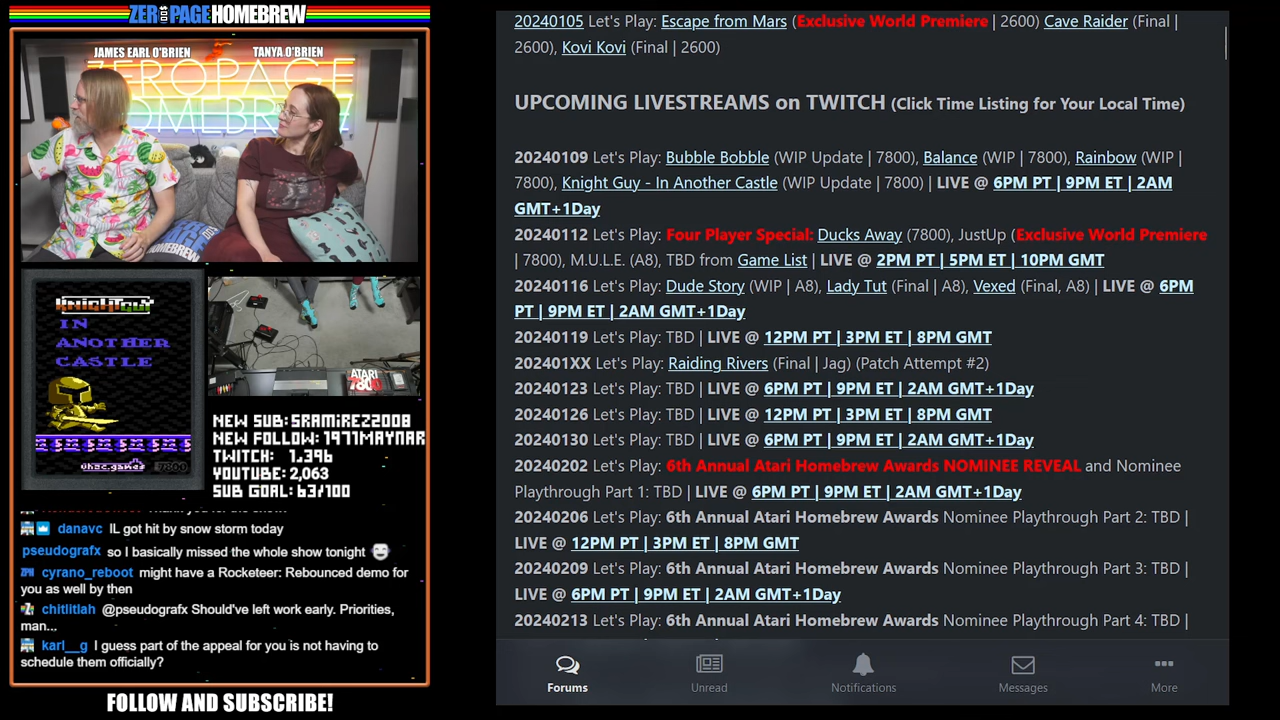 ZEROPAGEHOMEBREW
JAMES EARL O'BRIEN
TANYA O'BRIEN
ZEROPAGE
HOMEBREW
KNIGHTGUY
IN
ANOTHER
CASTLE
vhac.games
7800
ATARI
7800
NEW SUB: SRAMIREZ2008
NEW FOLLOW: 1977MAYNAR
TWITCH: 1,396
YOUTUBE: 2,063
SUB GOAL: 63/100
danavc IL got hit by snow storm today
pseudografx so I basically missed the whole show tonight
cyrano_reboot might have a Rocketeer: Rebounced demo for
you as well by then
chitlitlah @pseudografx Should've left work early. Priorities,
man...
karl__g I guess part of the appeal for you is not having to
schedule them officially?
FOLLOW AND SUBSCRIBE!
20240105 Let's Play: Escape from Mars (Exclusive World Premiere | 2600) Cave Raider (Final |
2600), Kovi Kovi (Final | 2600)
UPCOMING LIVESTREAMS on TWITCH (Click Time Listing for Your Local Time)
20240109 Let's Play: Bubble Bobble (WIP Update | 7800), Balance (WIP | 7800), Rainbow (WIP |
7800), Knight Guy - In Another Castle (WIP Update | 7800) | LIVE @ 6PM PT | 9PM ET | 2AM
GMT+1Day
20240112 Let's Play: Four Player Special: Ducks Away (7800), JustUp (Exclusive World Premiere
| 7800), M.U.L.E. (A8), TBD from Game List | LIVE @ 2PM PT | 5PM ET | 10PM GMT
20240116 Let's Play: Dude Story (WIP | A8), Lady Tut (Final | A8), Vexed (Final, A8) | LIVE @ 6PM
PT | 9PM ET | 2AM GMT+1Day
20240119 Let's Play: TBD | LIVE @ 12PM PT | 3PM ET | 8PM GMT
202401XX Let's Play: Raiding Rivers (Final | Jag) (Patch Attempt #2)
20240123 Let's Play: TBD | LIVE @ 6PM PT | 9PM ET | 2AM GMT+1Day
20240126 Let's Play: TBD | LIVE @ 12PM PT | 3PM ET | 8PM GMT
20240130 Let's Play: TBD | LIVE @ 6PM PT | 9PM ET | 2AM GMT+1Day
20240202 Let's Play: 6th Annual Atari Homebrew Awards NOMINEE REVEAL and Nominee
Playthrough Part 1: TBD | LIVE @ 6PM PT | 9PM ET | 2AM GMT+1Day
20240206 Let's Play: 6th Annual Atari Homebrew Awards Nominee Playthrough Part 2: TBD |
LIVE @ 12PM PT | 3PM ET | 8PM GMT
20240209 Let's Play: 6th Annual Atari Homebrew Awards Nominee Playthrough Part 3: TBD |
LIVE @ 6PM PT | 9PM ET | 2AM GMT+1Day
20240213 Let's Play: 6th Annual Atari Homebrew Awards Nominee Playthrough Part 4: TBD |
Forums
Unread
Notifications
Messages
More